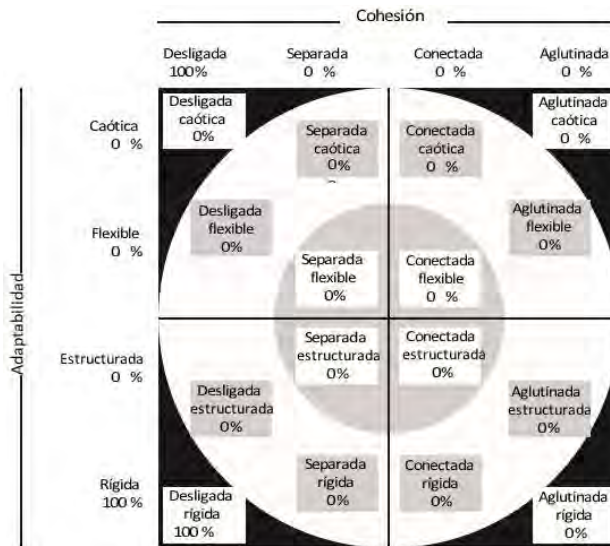 Cohesión
Desligada
100%
Separada
0 %
Conectada
0 %
Aglutinada
0 %
Adaptabilidad
Caótica
0 %
Desligada
caótica
0%
Separada
caótica
0%
Conectada
caótica
0 %
Aglutinada
caótica
0 %
Flexible
0 %
Desligada
flexible
0%
Separada
flexible
0%
Conectada
flexible
0 %
Aglutinada
flexible
0%
Estructurada
0 %
Desligada
estructurada
0%
Separada
estructurada
0%
Conectada
estructurada
0%
Aglutinada
estructurada
0%
Rígida
100 %
Desligada
rígida
100 %
Separada
rígida
0%
Conectada
rígida
0%
Aglutinada
rígida
0%